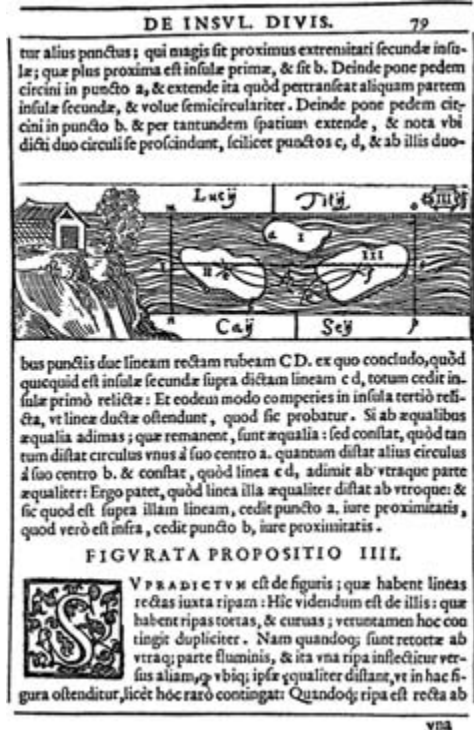 DE INSVL. DIVIS. 79
tur alius punctus; qui magis sit proximus extremitati secundæ insu-
læ; quæ plus proxima est insulæ primæ, & sit b. Deinde pone pedem
circini in puncto a, & extende ita quòd pertranseat aliquam partem
insulæ secundæ, & volue semicirculariter. Deinde pone pedem cir-
cini in puncto b. & per tantundem spatium extende, & nota vbi
dicti duo circuli se proscindunt, scilicet punctos c, d, & ab illis duo-
Lucij Titij IIII
m o
a I
II III
n p
Caij Seij
bus punctis duc lineam rectam rubeam CD. ex quo concludo, quòd
quicquid est insulæ secundæ supra dictam lineam c d, totum cedit in-
sulæ primò relictæ: Et eodem modo comperies in insula tertiò reli-
cta, vt lineæ ductæ ostendunt, quod sic probatur. Si ab æqualibus
æqualia adimas; quæ remanent, sunt æqualia: sed constat, quòd tan
tum distat circulus vnus à suo centro a. quantum distat alius circulus
à suo centro b. & constat, quòd linea c d, adimit ab vtraque parte
æqualiter: Ergo patet, quòd linea illa æqualiter distat ab vtroque: &
sic quod est supra illam lineam, cedit puncto a, iure proximitatis,
quod verò est infra, cedit puncto b, iure proximitatis.
FIGVRATA PROPOSITIO IIII.
SVPRADICTVM est de figuris; quæ habent lineas
rectas iuxta ripam: Hîc videndum est de illis: quæ
habent ripas tortas, & curuas; veruntamen hoc con
tingit dupliciter. Nam quandoq; sunt retortæ ab
vtraq; parte fluminis, & ita vna ripa inflectitur ver-
sus aliam, vbiq; ipsæ æqualiter distant, vt in hac fi-
gura ostenditur, licèt hoc rarò contingat: Quandoq; ripa est recta ab
vna